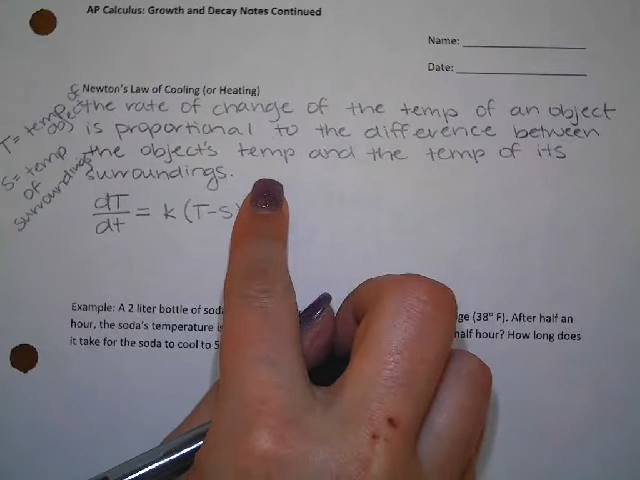 AP Calculus: Growth and Decay Notes Continued
Name:
Date:
Newton's Law of Cooling (or Heating)
the rate of change of the temp of an object
is proportional to the difference between
the object's temp and the temp of its
surroundings.
T = temp of
object
S = temp
of
surroundings
dT/dt = k (T-S)
Example: A 2 liter bottle of soda ge (38° F). After half an
hour, the soda's temperature is half hour? How long does
it take for the soda to cool to 5